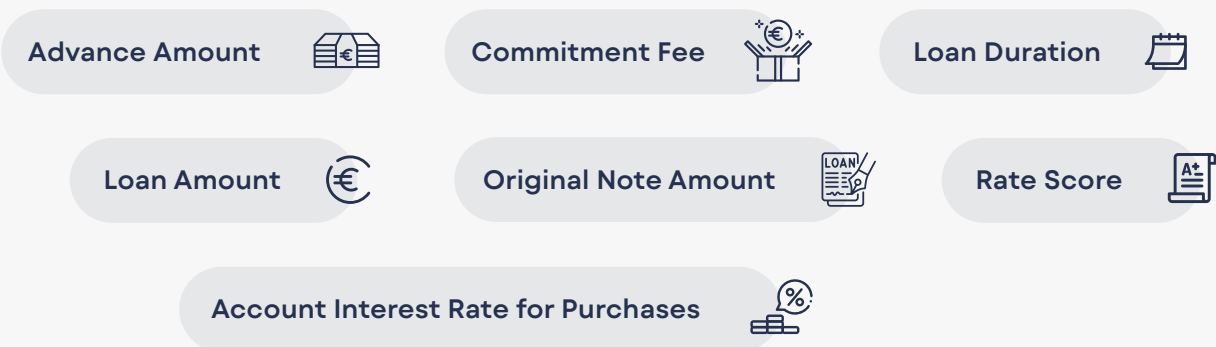 Advance Amount
€
Commitment Fee
€
Loan Duration
Loan Amount
€
Original Note Amount
LOAN
Rate Score
A+
Account Interest Rate for Purchases
%